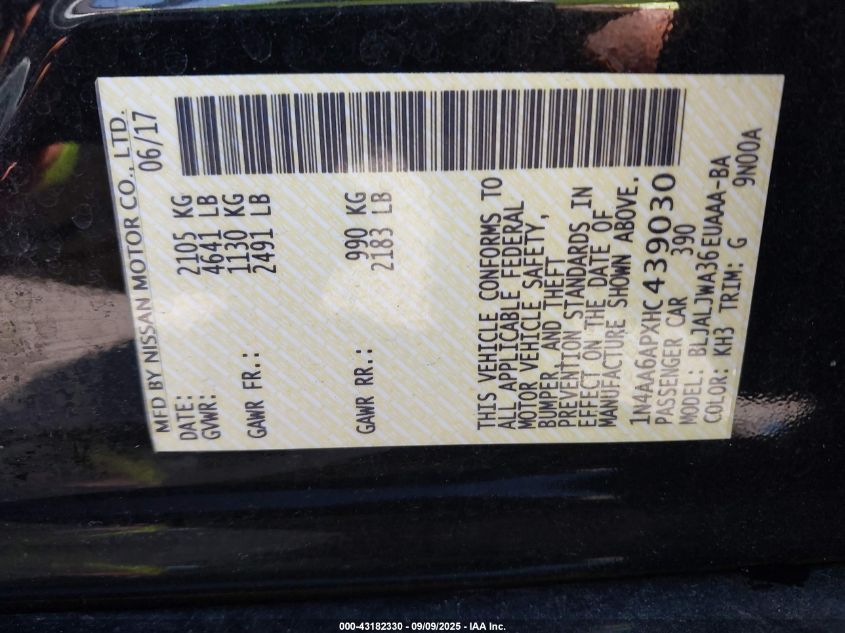 MFD BY NISSAN MOTOR CO., LTD.
DATE: 06/17
GVWR: 2105 KG
4641 LB
GAWR FR.: 1130 KG
2491 LB
GAWR RR.: 990 KG
2183 LB
THIS VEHICLE CONFORMS TO
ALL APPLICABLE FEDERAL
MOTOR VEHICLE SAFETY,
BUMPER, AND THEFT
PREVENTION STANDARDS IN
EFFECT ON THE DATE OF
MANUFACTURE SHOWN ABOVE.
1N4AA6APXHC439030
PASSENGER CAR 390
MODEL: BLJALJWA36EUAAA-BA
COLOR: KH3 TRIM: G 9N00A
000-43182330 - 09/09/2025 - IAA Inc.